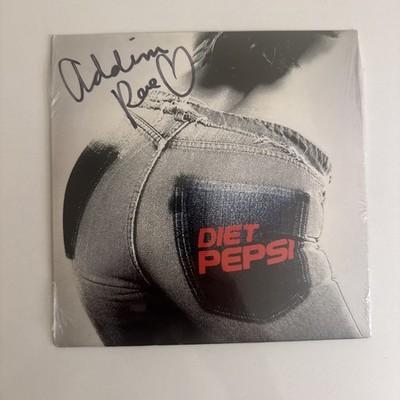 Addison
Rae
DIET
PEPSI